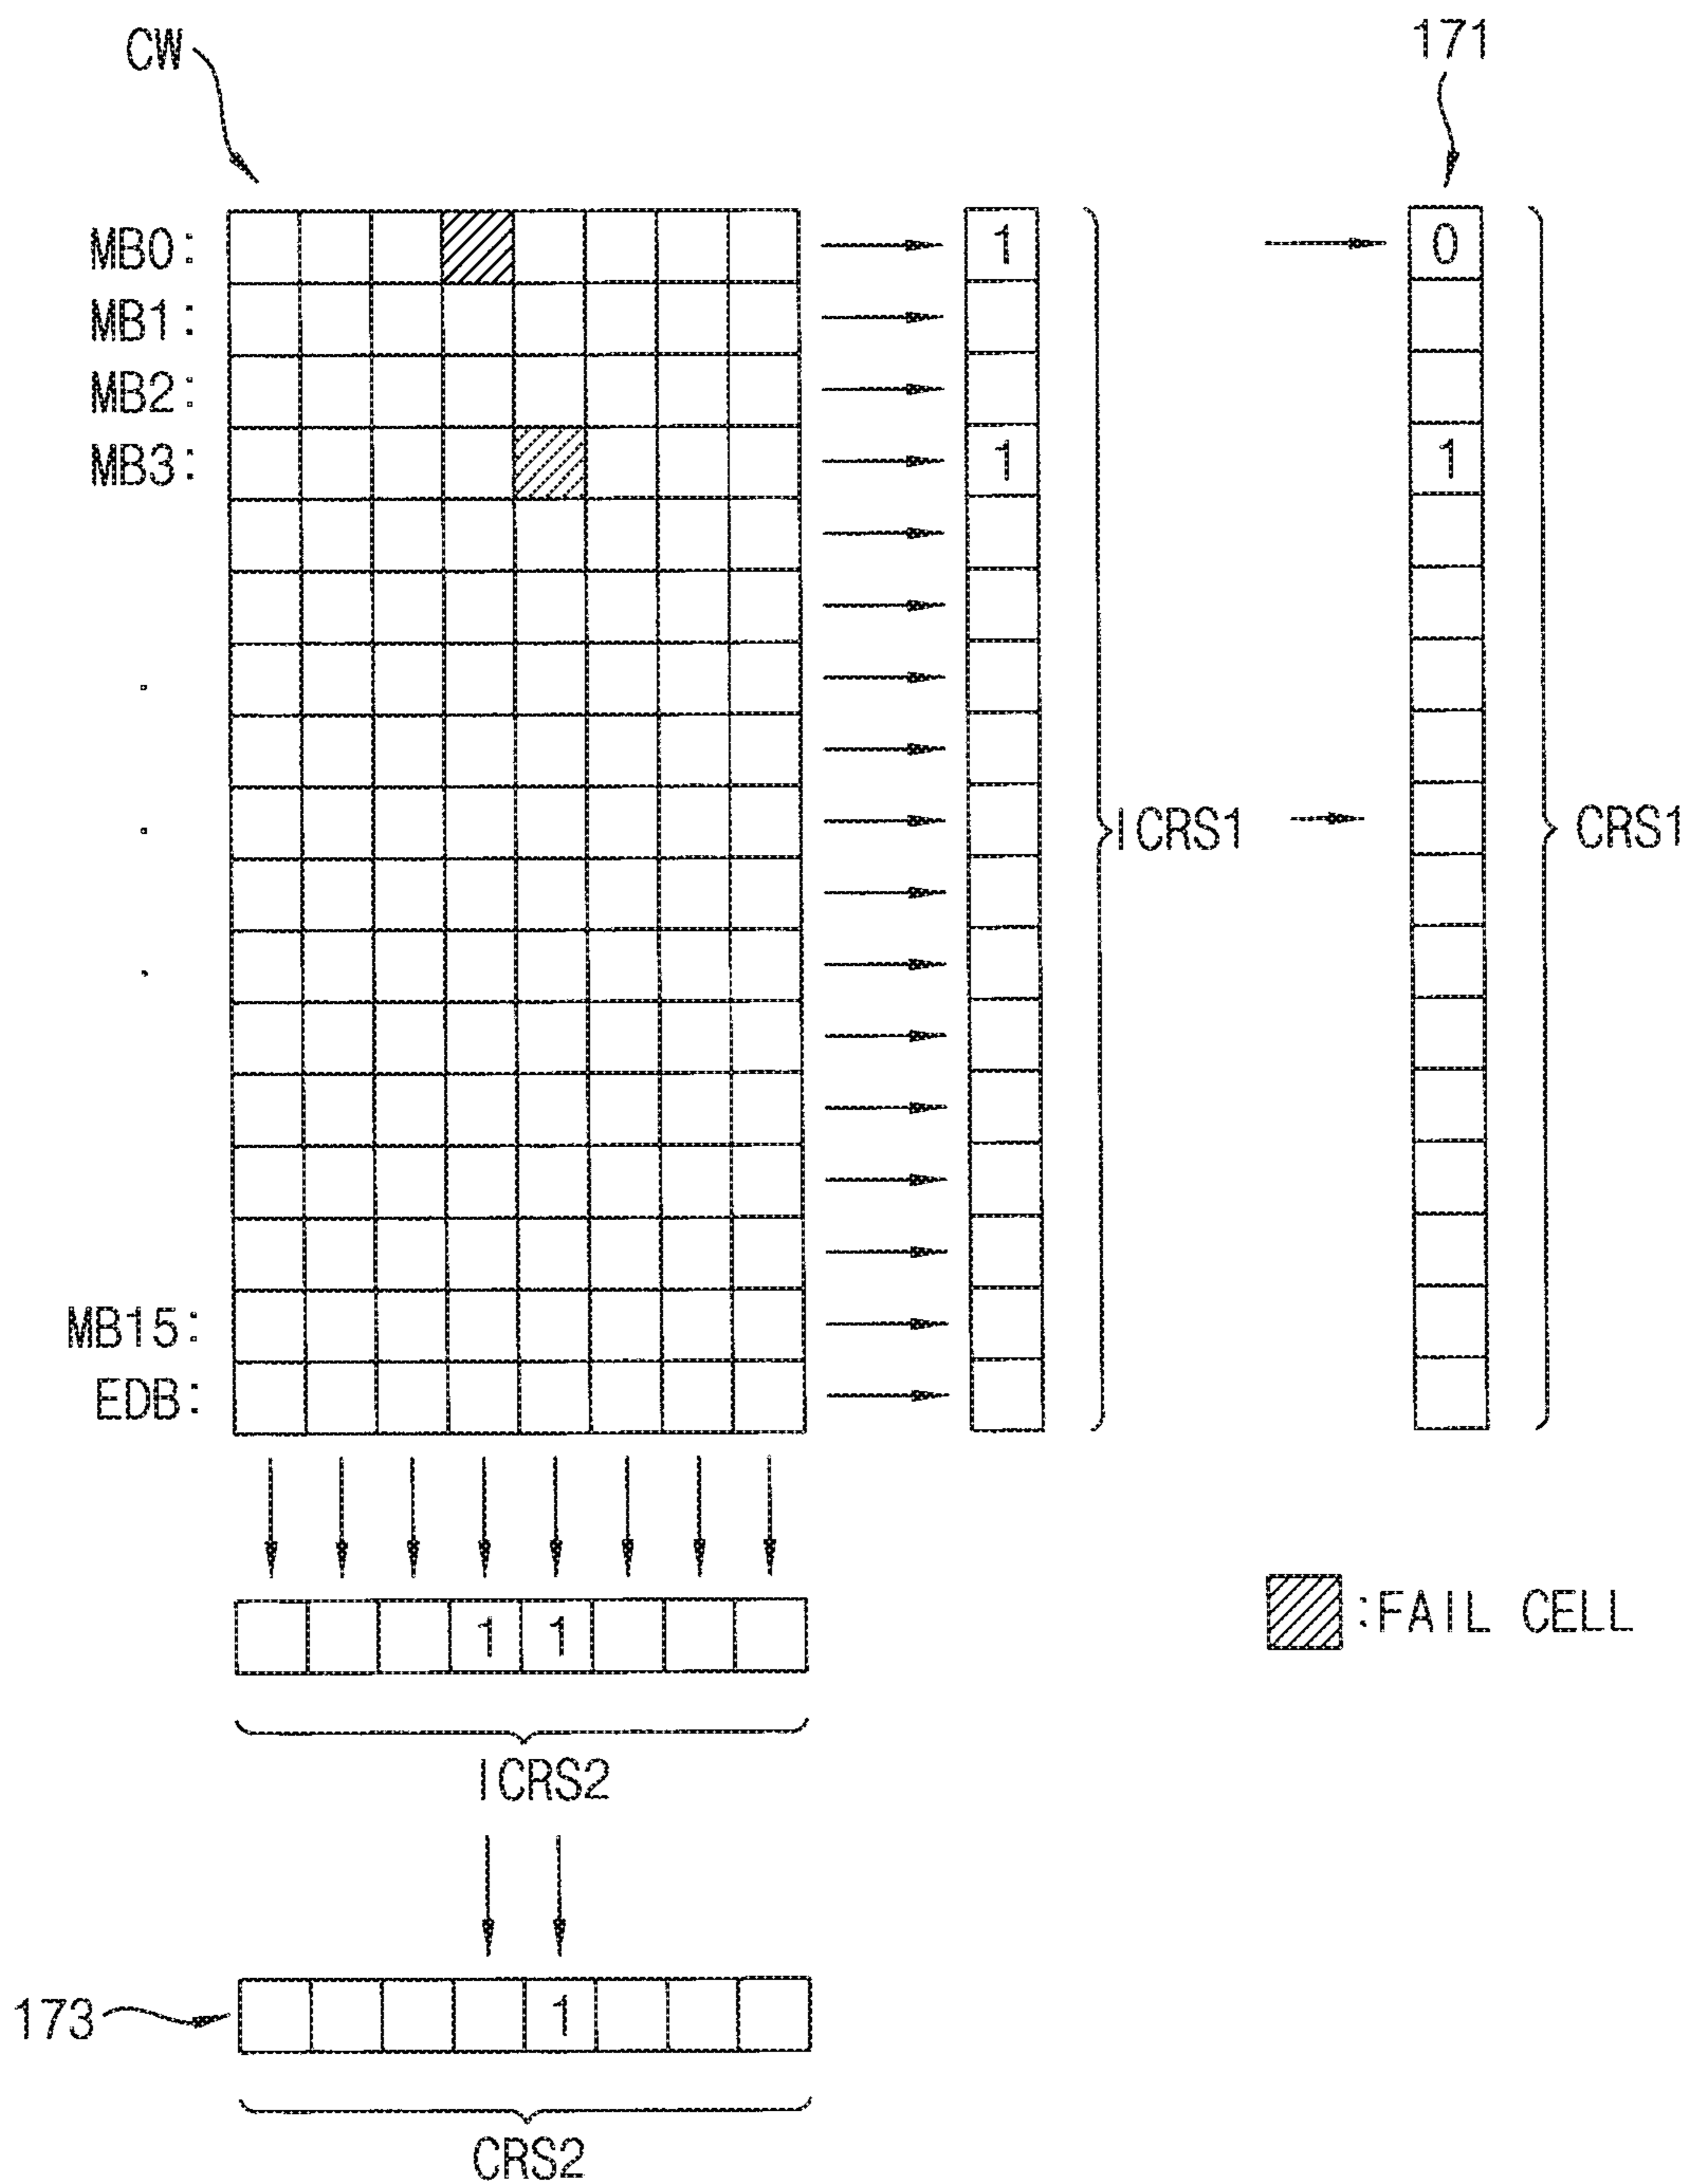 CW
171
MB0: 1 0
MB1:
MB2:
MB3: 1 1
ICRS1 CRS1
MB15:
EDB:
1 1
:FAIL CELL
ICRS2
173 1
CRS2